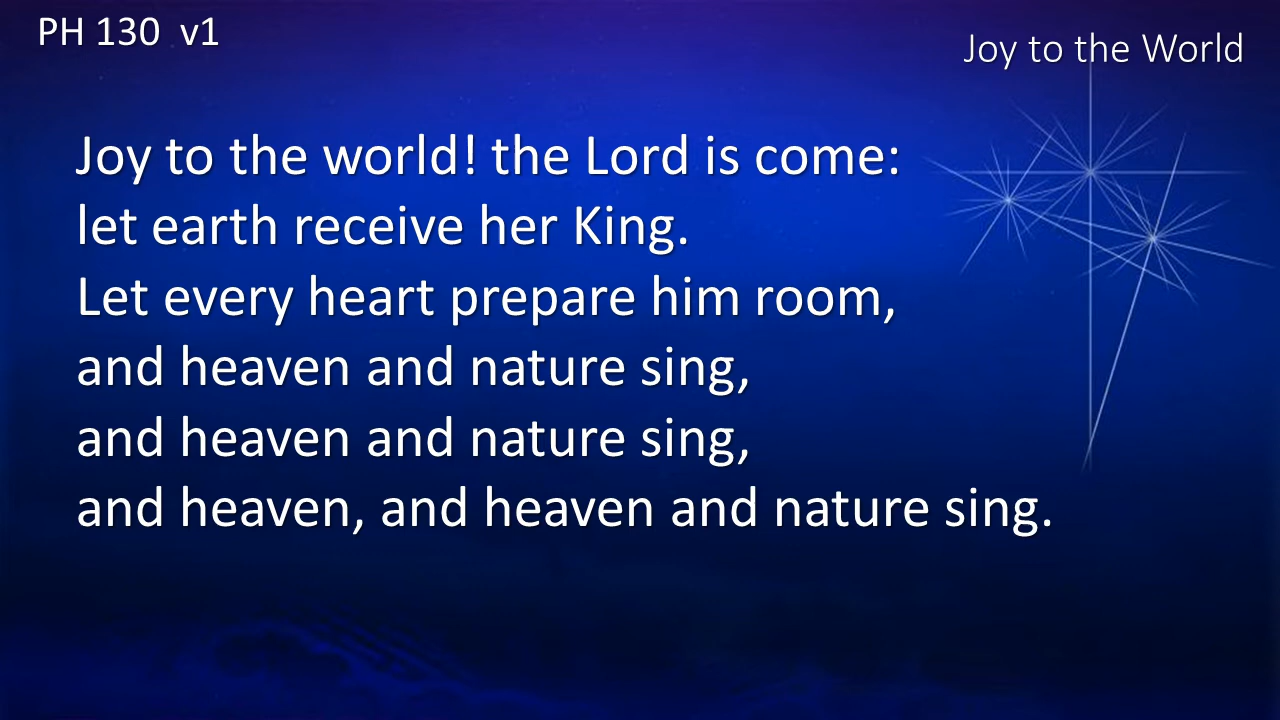 PH 130 v1
Joy to the World
Joy to the world! the Lord is come:
let earth receive her King.
Let every heart prepare him room,
and heaven and nature sing,
and heaven and nature sing,
and heaven, and heaven and nature sing.